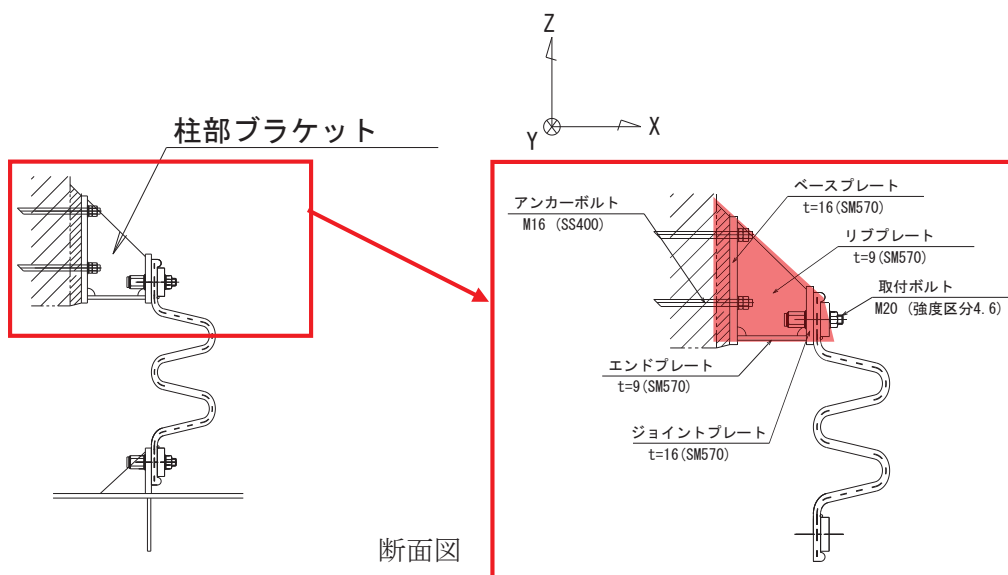 Z
X
Y
柱部ブラケット
アンカーボルト
M16 (SS400)
ベースプレート
t=16(SM570)
リブプレート
t=9(SM570)
取付ボルト
M20 (強度区分4.6)
エンドプレート
t=9(SM570)
ジョイントプレート
t=16(SM570)
断面図